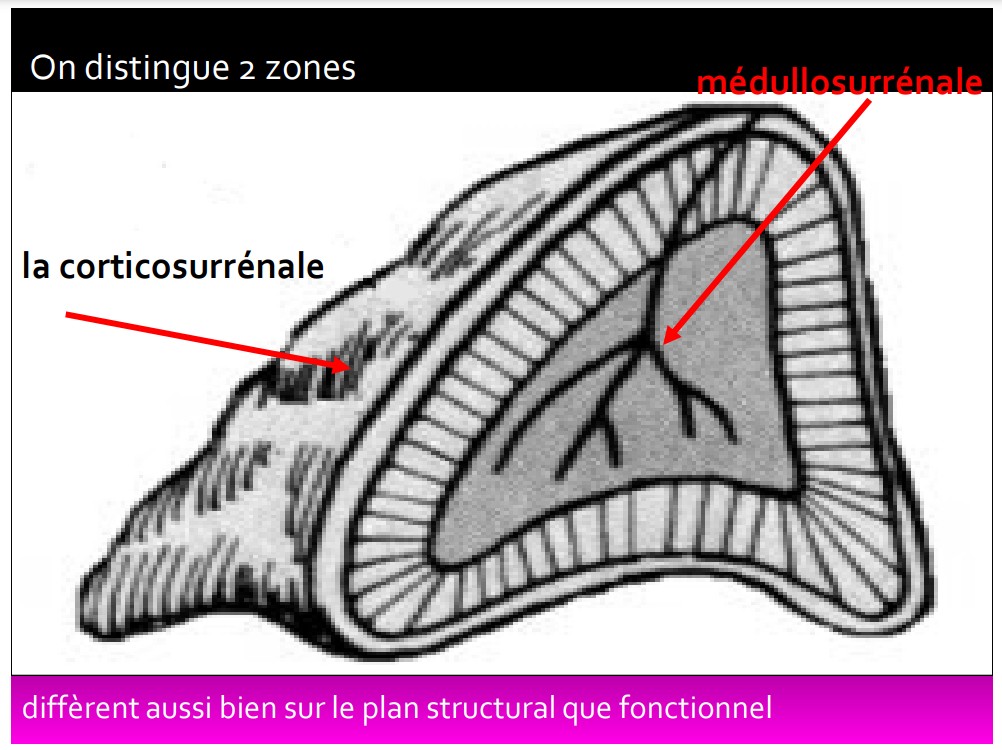 On distingue 2 zones
médullosurrénale
la corticosurrénale
diffèrent aussi bien sur le plan structural que fonctionnel